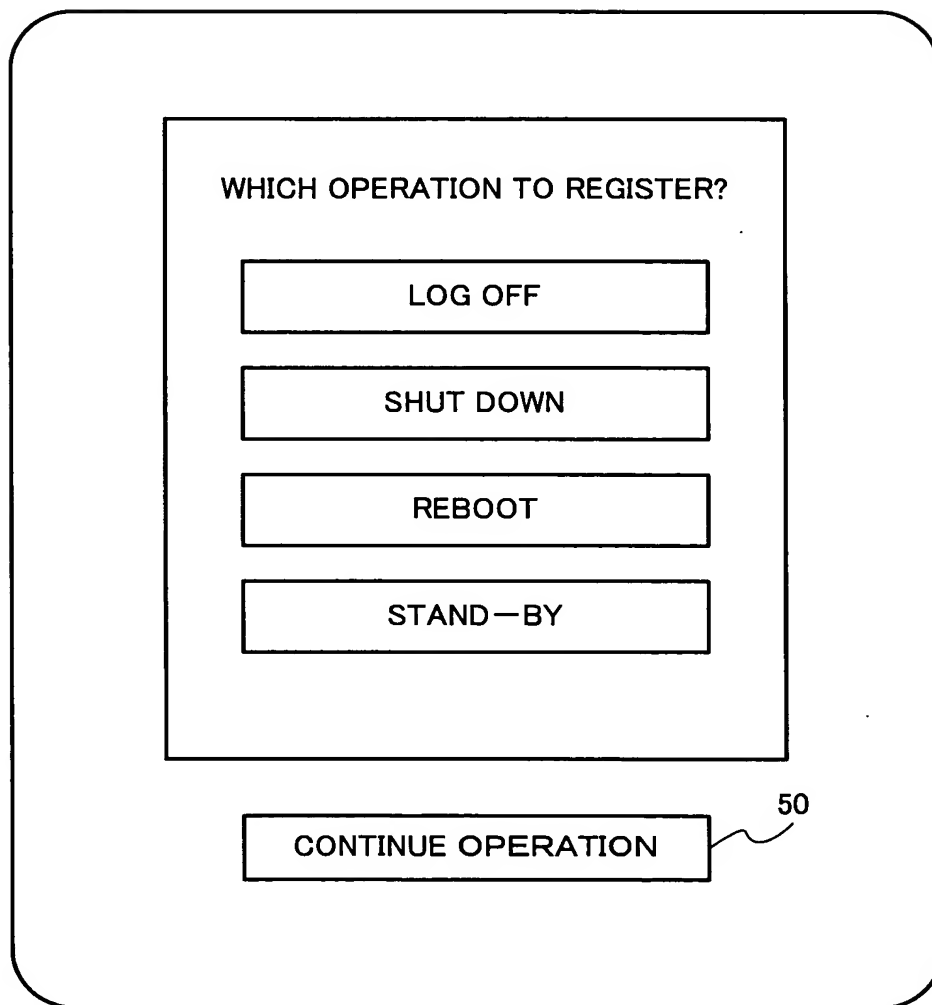 WHICH OPERATION TO REGISTER?
LOG OFF
SHUT DOWN
REBOOT
STAND—BY
50
CONTINUE OPERATION